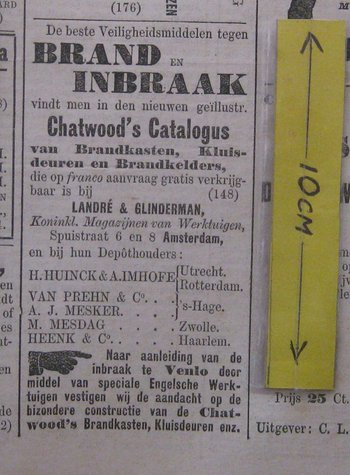 (176)
De beste Veiligheidsmiddelen tegen
BRAND EN
INBRAAK
vindt men in den nieuwen geïllustr.
Chatwood's Catalogus
van Brandkasten, Kluis-
deuren en Brandkelders,
die op franco aanvraag gratis verkrijg-
baar is bij (148)
LANDRÉ & GLINDERMAN,
Koninkl. Magazijnen van Werktuigen,
Spuistraat 6 en 8 Amsterdam,
en bij hun Depôthouders:
H. HUINCK & A. IMHOFF { Utrecht.
Rotterdam.
VAN PREHN & Cº. . . } 's-Hage.
A. J. MESKER. . . .
M. MESDAG . . . . Zwolle.
HEENK & Cº. . . . . Haarlem.
Naar aanleiding van de
inbraak te Venlo door
middel van speciale Engelsche Werk-
tuigen vestigen wij de aandacht op de
bizondere constructie van de Chat-
wood's Brandkasten, Kluisdeuren enz.
10CM
Prijs 25 Ct.
Uitgever: C. L.